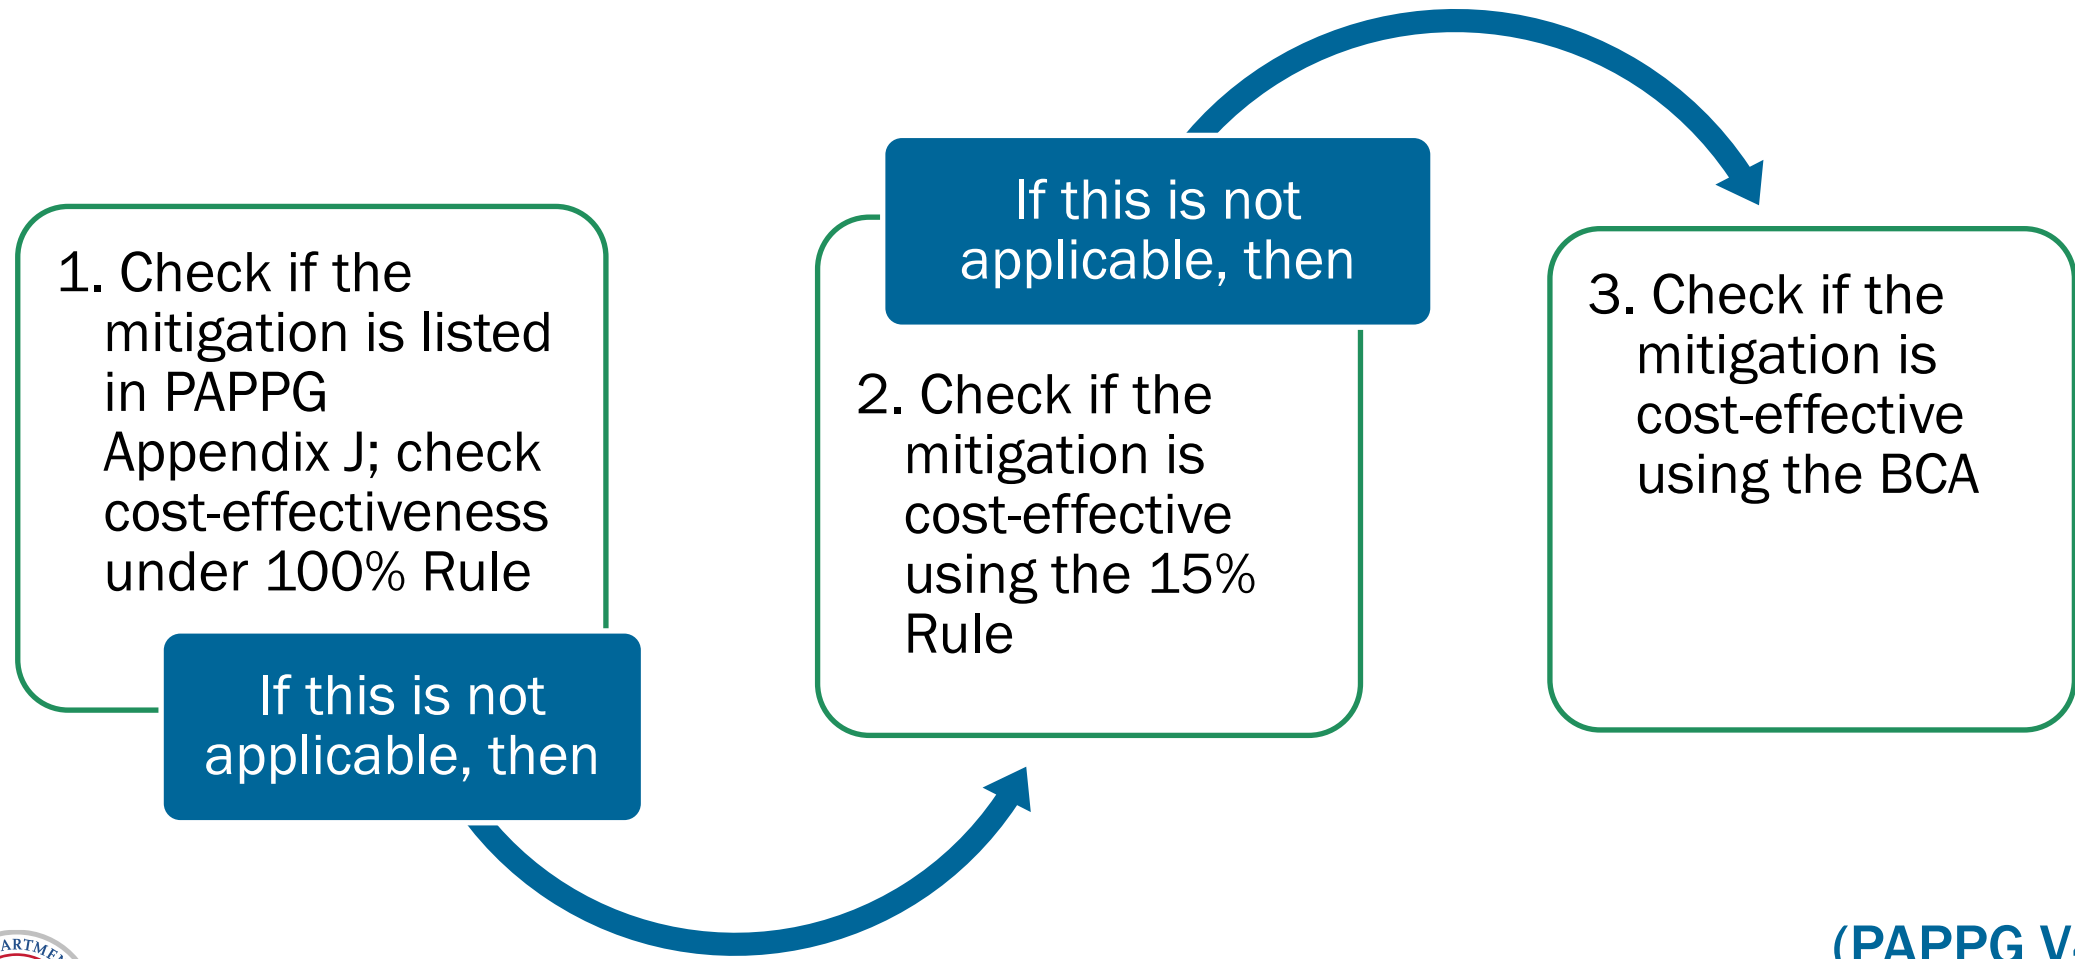 1. Check if the
mitigation is listed
in PAPPG
Appendix J; check
cost-effectiveness
under 100% Rule
If this is not
applicable, then
If this is not
applicable, then
2. Check if the
mitigation is
cost-effective
using the 15%
Rule
3. Check if the
mitigation is
cost-effective
using the BCA
(PAPPG